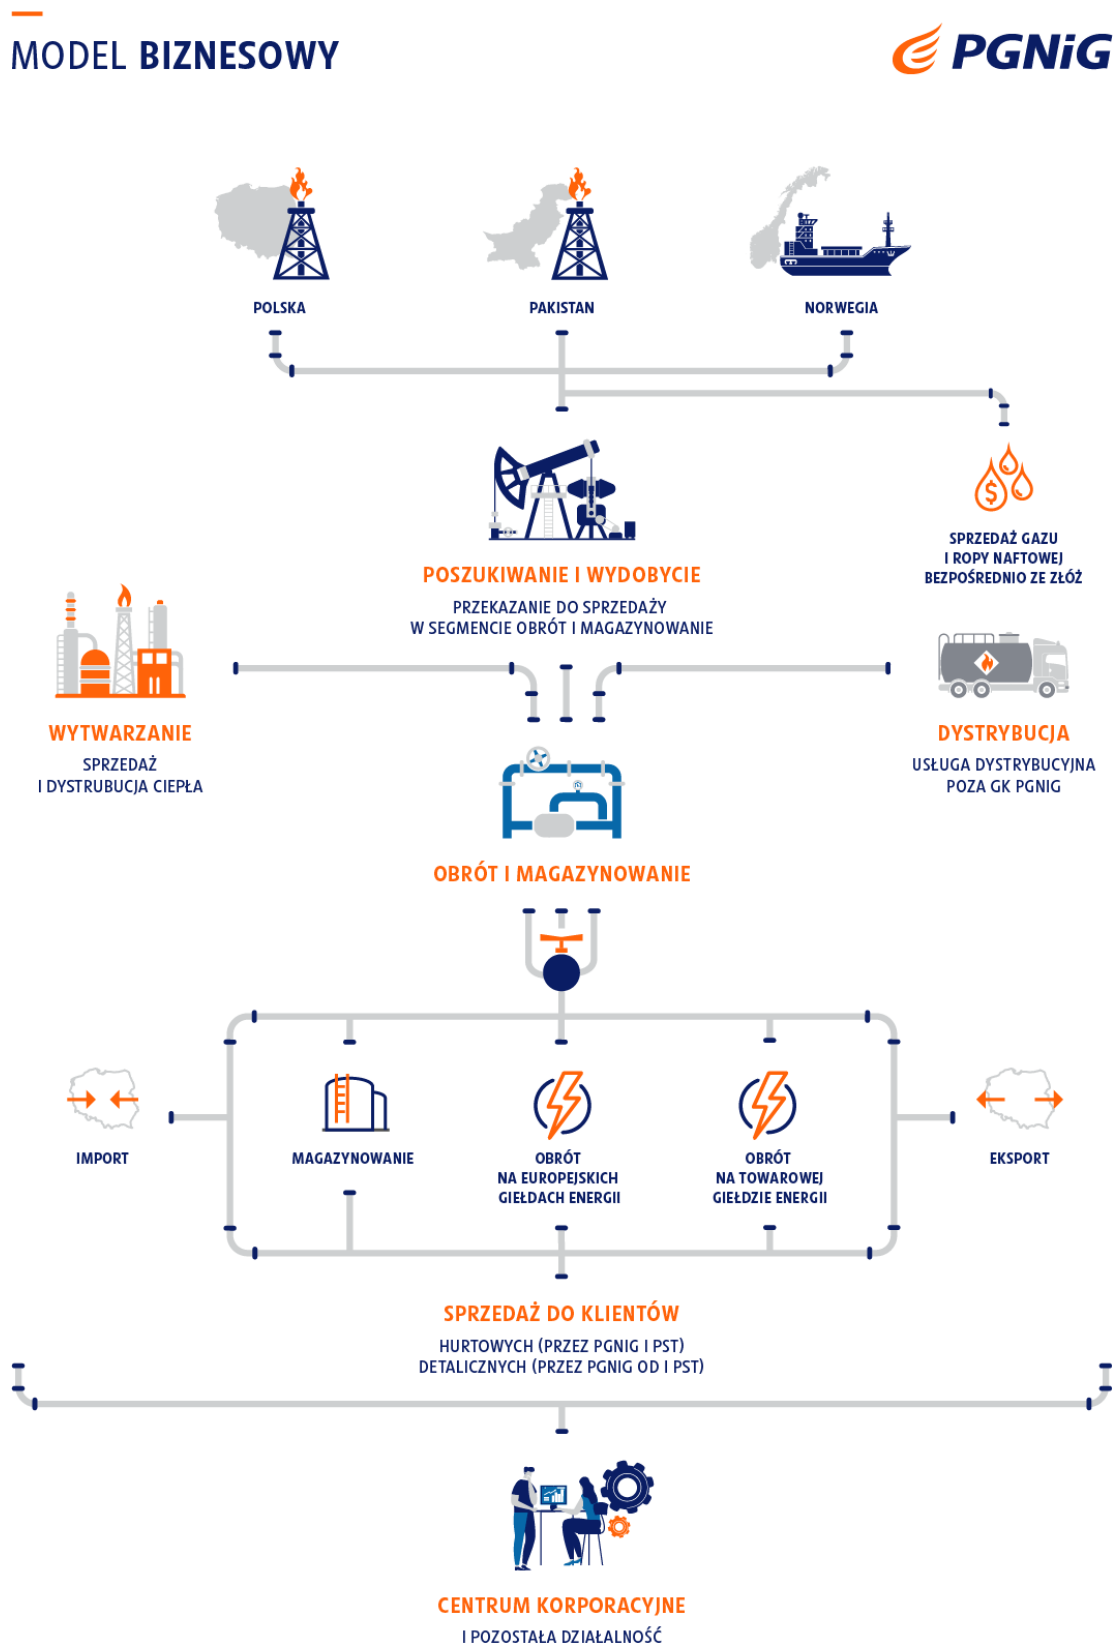 MODEL BIZNESOWY
PGNiG
POLSKA
PAKISTAN
NORWEGIA
SPRZEDAŻ GAZU
I ROPY NAFTOWEJ
BEZPOŚREDNIO ZE ZŁÓŻ
POSZUKIWANIE I WYDOBYCIE
PRZEKAZANIE DO SPRZEDAŻY
W SEGMENCIE OBRÓT I MAGAZYNOWANIE
WYTWARZANIE
SPRZEDAŻ
I DYSTRUBUCJA CIEPŁA
DYSTRYBUCJA
USŁUGA DYSTRYBUCYJNA
POZA GK PGNIG
OBRÓT I MAGAZYNOWANIE
IMPORT
MAGAZYNOWANIE
OBRÓT
NA EUROPEJSKICH
GIEŁDACH ENERGII
OBRÓT
NA TOWAROWEJ
GIEŁDZIE ENERGII
EKSPORT
SPRZEDAŻ DO KLIENTÓW
HURTOWYCH (PRZEZ PGNIG I PST)
DETALICZNYCH (PRZEZ PGNIG OD I PST)
CENTRUM KORPORACYJNE
I POZOSTAŁA DZIAŁALNOŚĆ